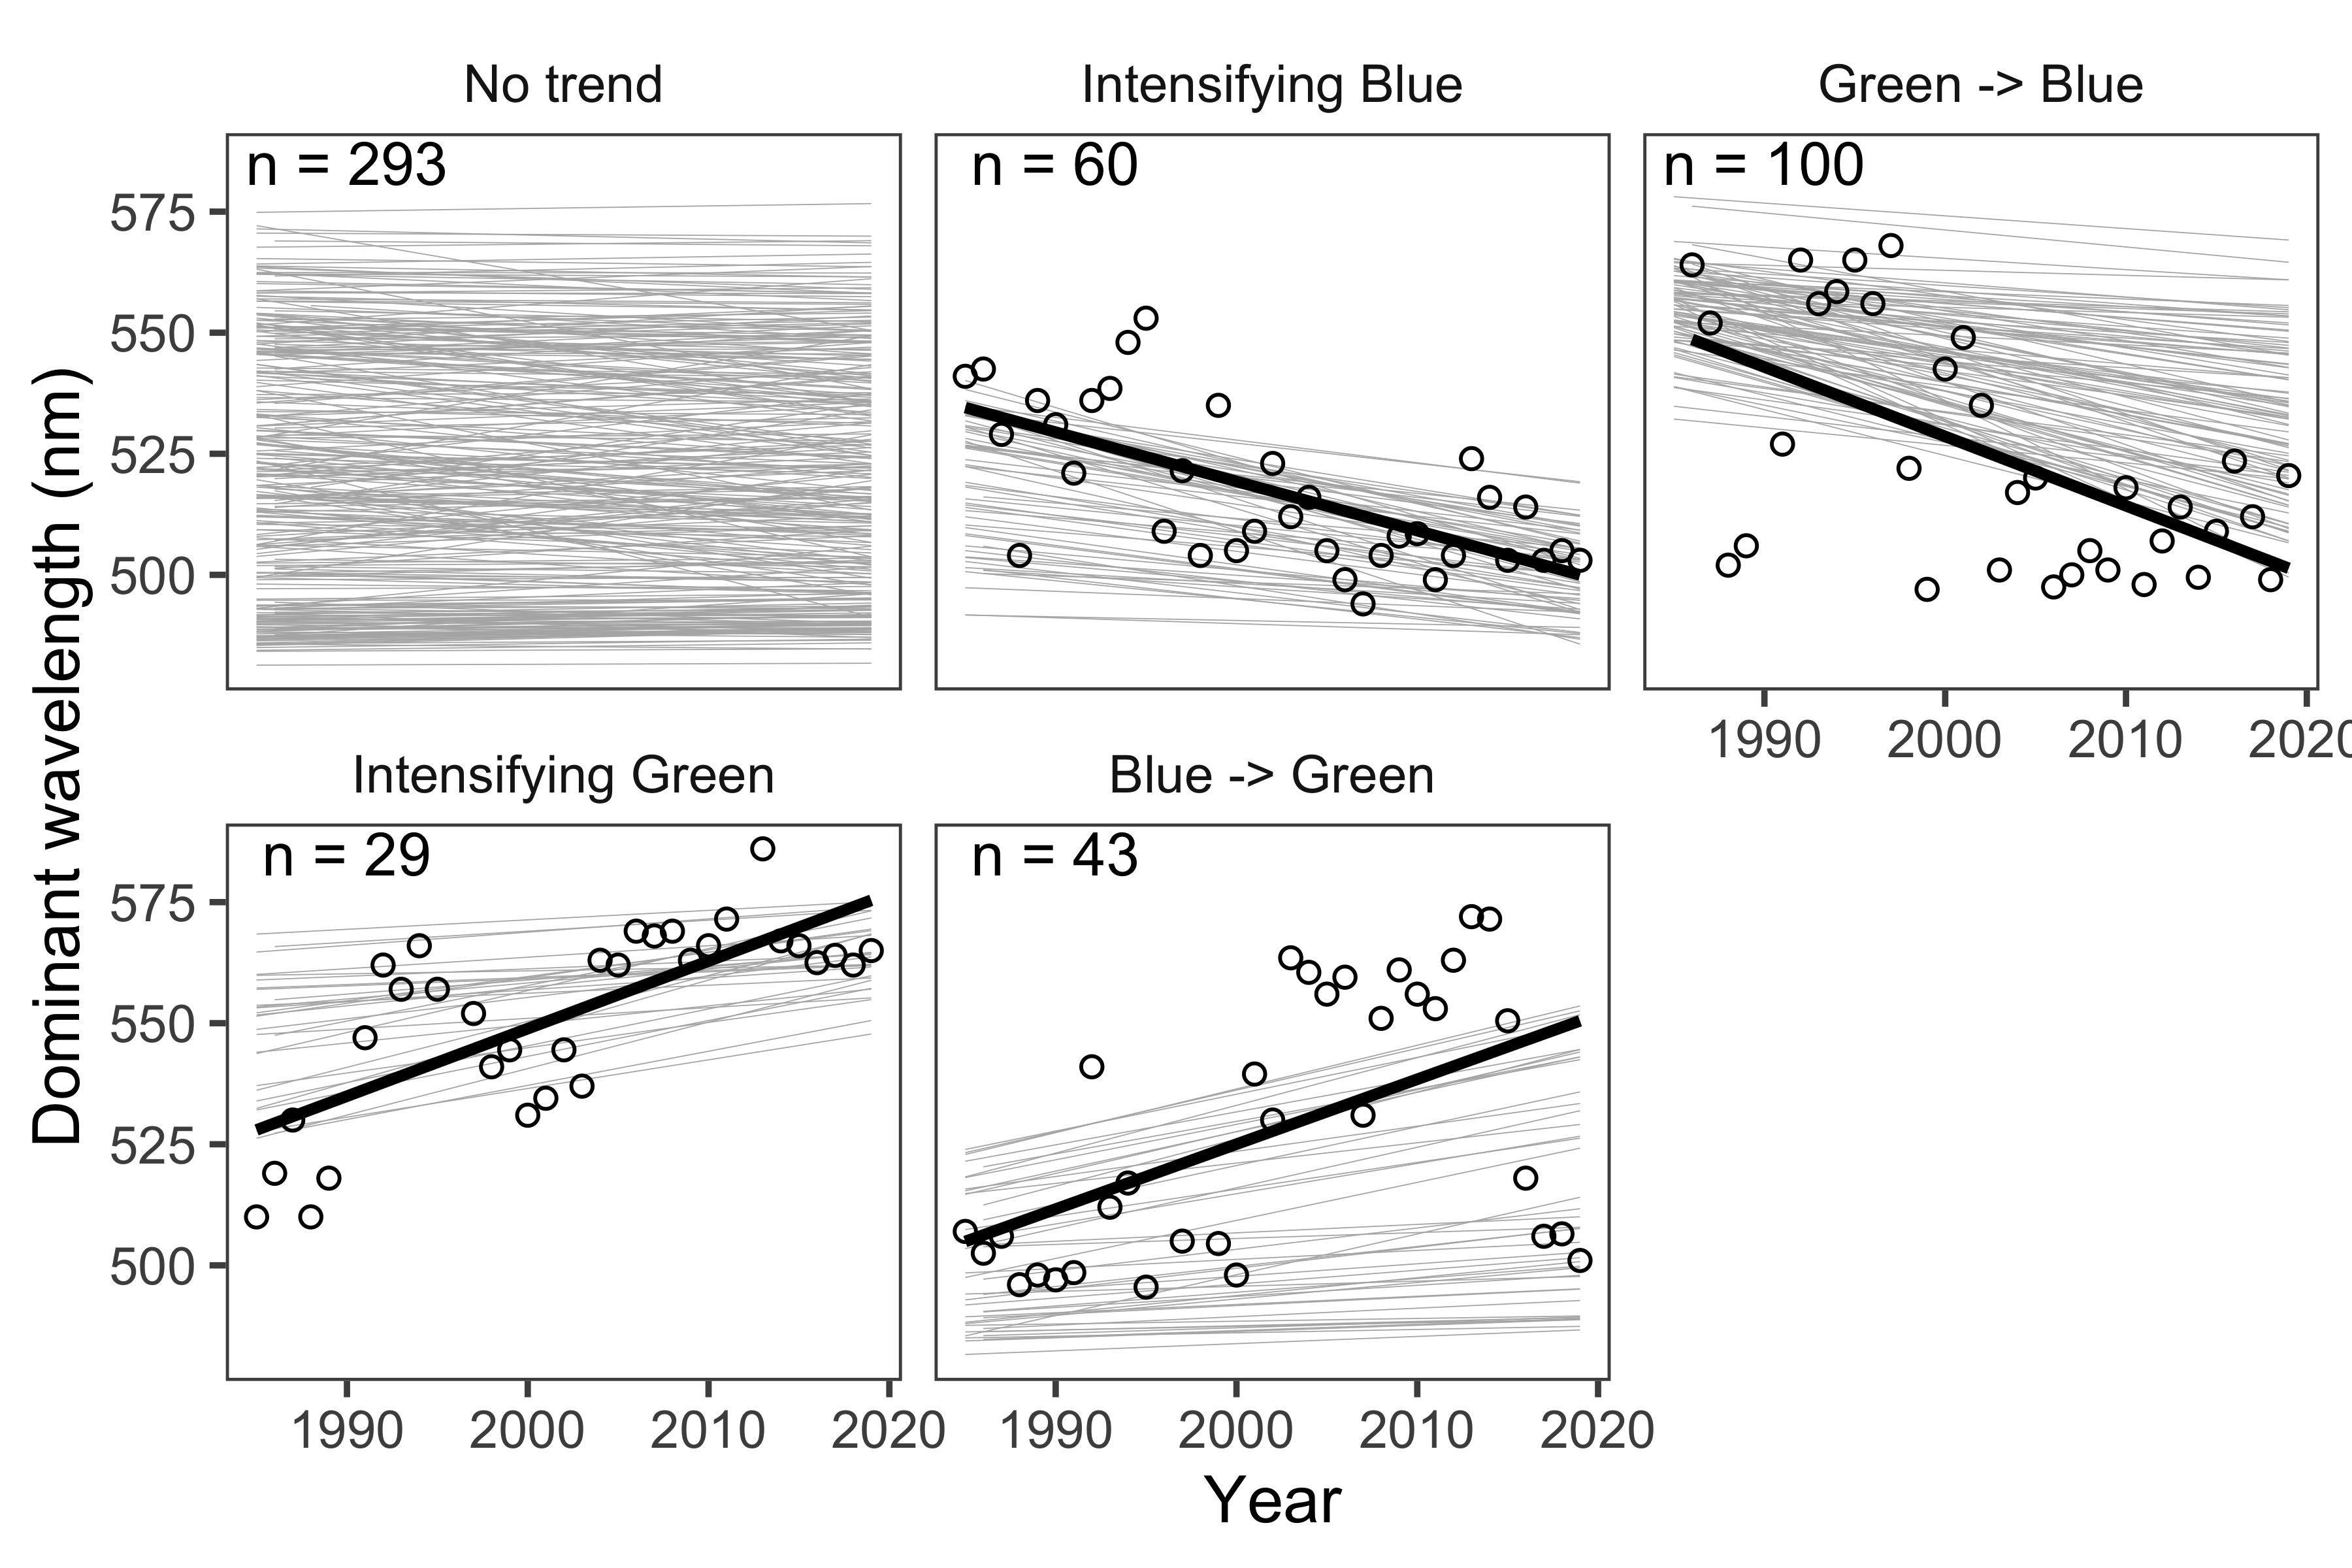 No trend
Intensifying Blue
Green -> Blue
n = 293
n = 60
n = 100
575
550
525
500
1990 2000 2010 2020
Intensifying Green
Blue -> Green
n = 29
n = 43
575
550
525
500
1990 2000 2010 2020
1990 2000 2010 2020
Year
Dominant wavelength (nm)